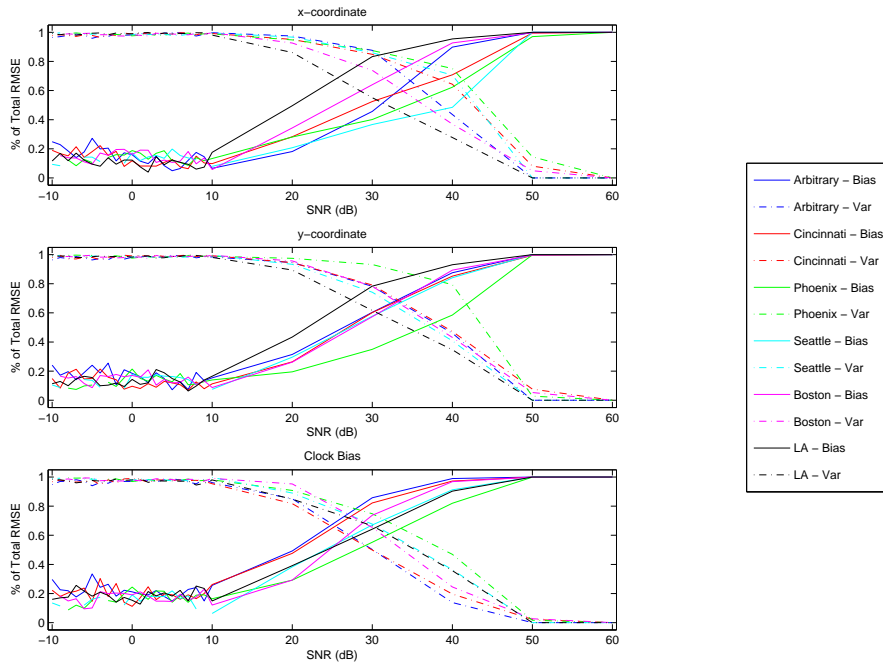 x−coordinate
1
0.8
0.6
0.4
0.2
0
% of Total RMSE
−10 0 10 20 30 40 50 60
SNR (dB)
y−coordinate
1
0.8
0.6
0.4
0.2
0
% of Total RMSE
−10 0 10 20 30 40 50 60
SNR (dB)
Clock Bias
1
0.8
0.6
0.4
0.2
0
% of Total RMSE
−10 0 10 20 30 40 50 60
SNR (dB)
Arbitrary − Bias
Arbitrary − Var
Cincinnati − Bias
Cincinnati − Var
Phoenix − Bias
Phoenix − Var
Seattle − Bias
Seattle − Var
Boston − Bias
Boston − Var
LA − Bias
LA − Var